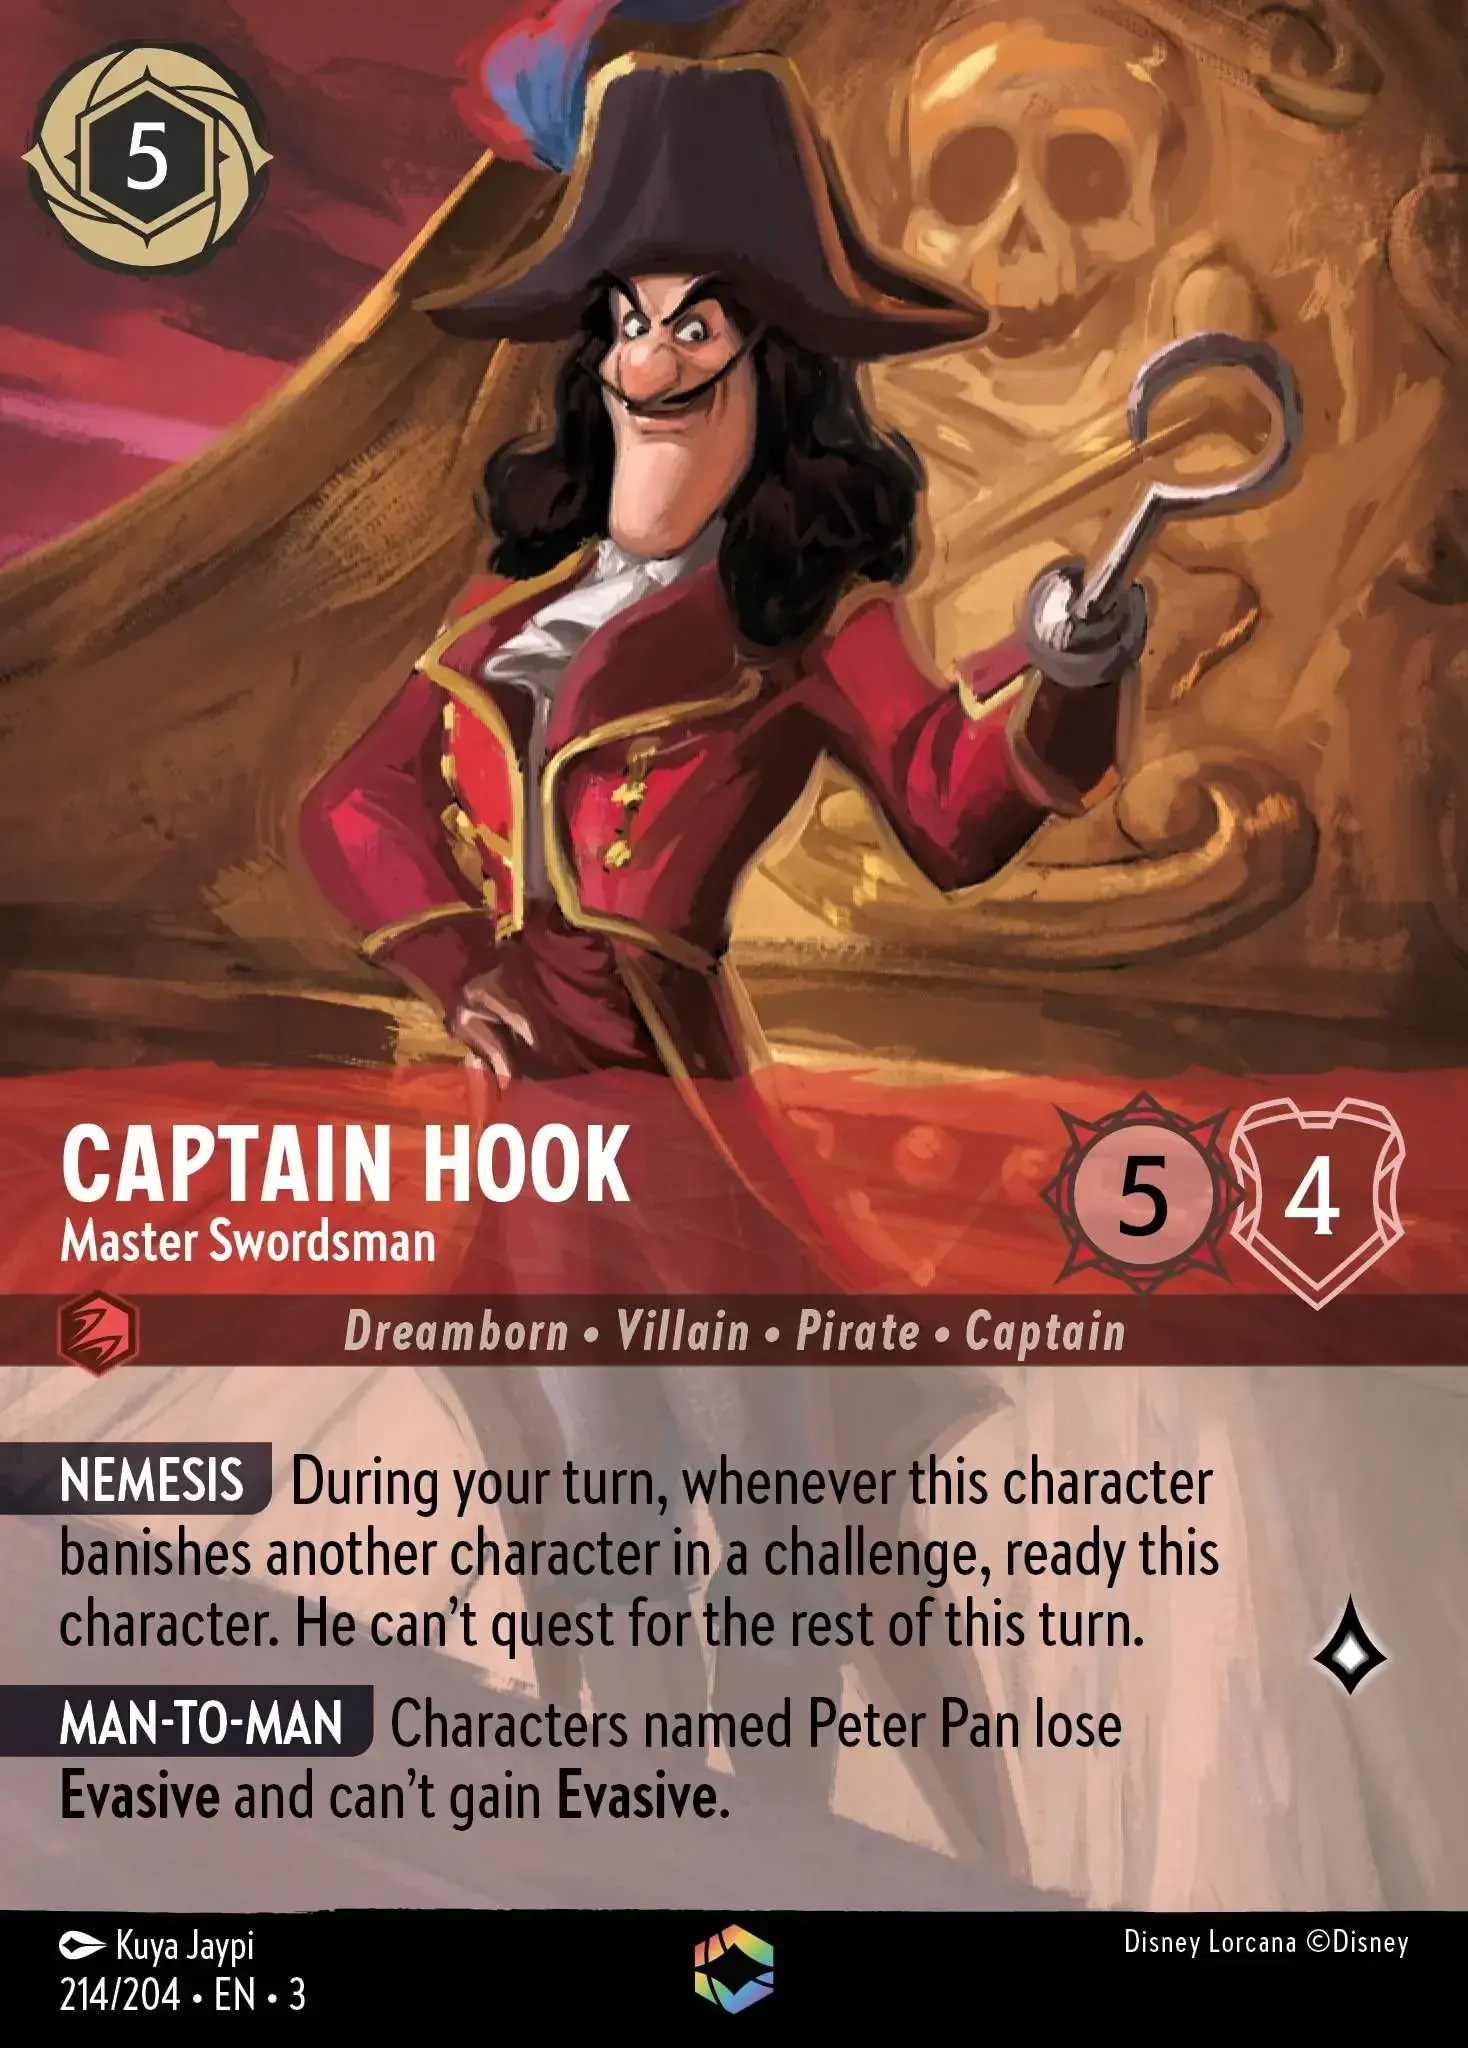 5
CAPTAIN HOOK
Master Swordsman
5 4
Dreamborn • Villain • Pirate • Captain
NEMESIS During your turn, whenever this character
banishes another character in a challenge, ready this
character. He can't quest for the rest of this turn.
MAN-TO-MAN Characters named Peter Pan lose
Evasive and can't gain Evasive.
Kuya Jaypi
Disney Lorcana ©Disney
214/204 • EN • 3